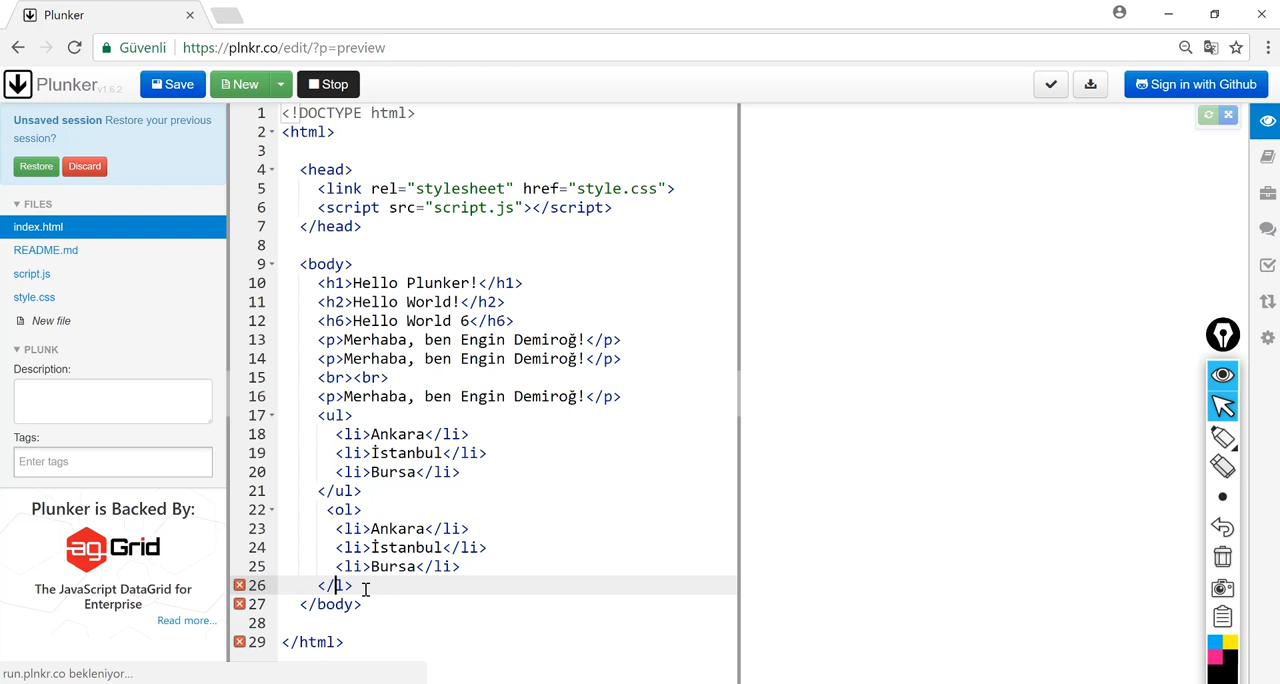 Plunker
Güvenli https://plnkr.co/edit/?p=preview
Plunker v1.6.2 Save New Stop Sign in with Github
Unsaved session Restore your previous
session?
Restore Discard
FILES
index.html
README.md
script.js
style.css
New file
PLUNK
Description:
Tags:
Enter tags
Plunker is Backed By:
agGrid
The JavaScript DataGrid for
Enterprise
Read more...
run.plnkr.co bekleniyor...
1 <!DOCTYPE html>
2 <html>
3
4 <head>
5 <link rel="stylesheet" href="style.css">
6 <script src="script.js"></script>
7 </head>
8
9 <body>
10 <h1>Hello Plunker!</h1>
11 <h2>Hello World!</h2>
12 <h6>Hello World 6</h6>
13 <p>Merhaba, ben Engin Demiroğ!</p>
14 <p>Merhaba, ben Engin Demiroğ!</p>
15 <br><br>
16 <p>Merhaba, ben Engin Demiroğ!</p>
17 <ul>
18 <li>Ankara</li>
19 <li>İstanbul</li>
20 <li>Bursa</li>
21 </ul>
22 <ol>
23 <li>Ankara</li>
24 <li>İstanbul</li>
25 <li>Bursa</li>
26 </l>
27 </body>
28
29 </html>